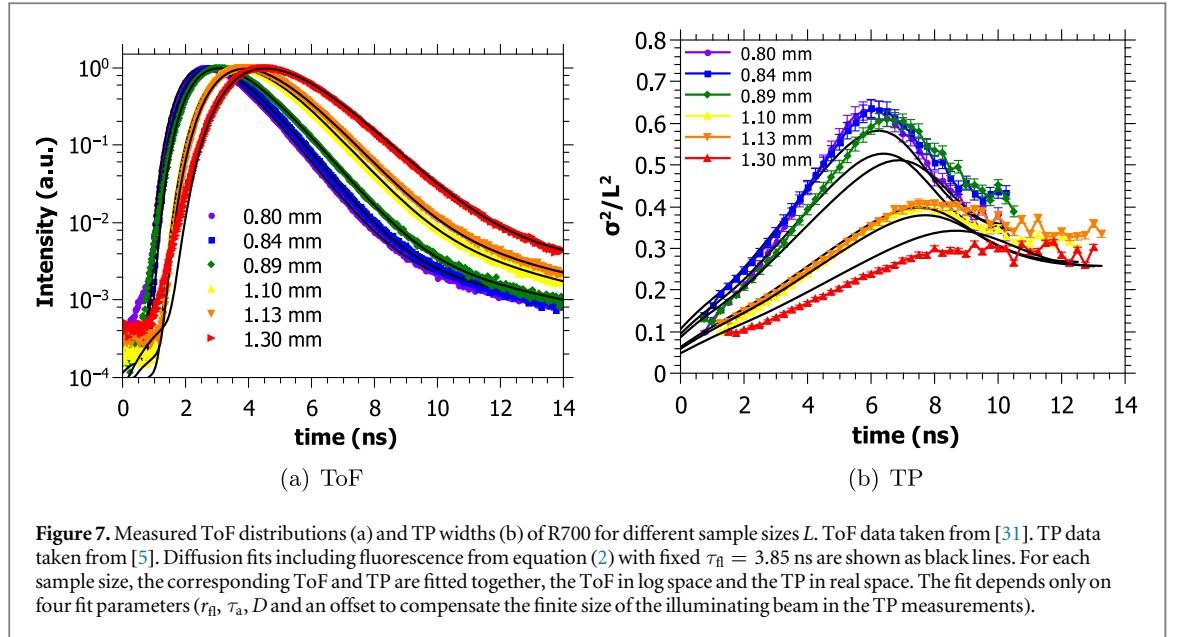 10⁰
10⁻¹
10⁻²
10⁻³
10⁻⁴
Intensity (a.u.)
0.80 mm
0.84 mm
0.89 mm
1.10 mm
1.13 mm
1.30 mm
0 2 4 6 8 10 12 14
time (ns)
(a) ToF
0.8
0.7
0.6
0.5
0.4
0.3
0.2
0.1
0
σ²/L²
0.80 mm
0.84 mm
0.89 mm
1.10 mm
1.13 mm
1.30 mm
0 2 4 6 8 10 12 14
time (ns)
(b) TP
Figure 7. Measured ToF distributions (a) and TP widths (b) of R700 for different sample sizes L. ToF data taken from [31]. TP data
taken from [5]. Diffusion fits including fluorescence from equation (2) with fixed τfl = 3.85 ns are shown as black lines. For each
sample size, the corresponding ToF and TP are fitted together, the ToF in log space and the TP in real space. The fit depends only on
four fit parameters (rfl, τa, D and an offset to compensate the finite size of the illuminating beam in the TP measurements).